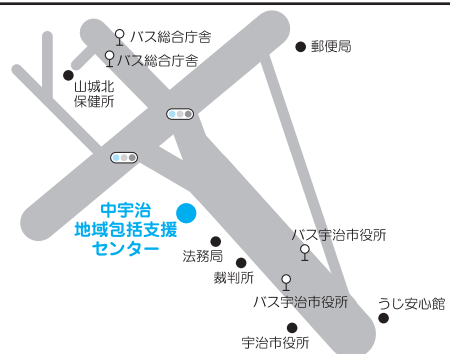 バス総合庁舎
郵便局
バス総合庁舎
山城北
保健所
中宇治
地域包括支援
センター
バス宇治市役所
法務局
裁判所
バス宇治市役所
うじ安心館
宇治市役所